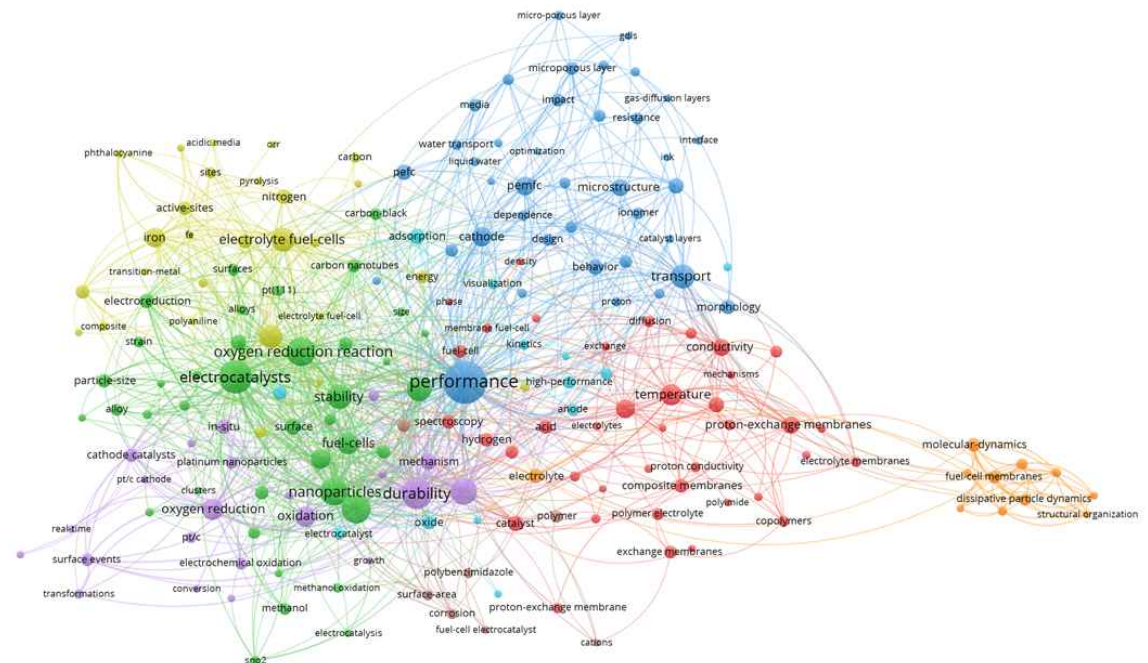 micro-porous layer
gdls
microporous layer
gas-diffusion layers
media
impact
resistance
acidic media
orr
water transport
optimization
interface
phthalocyanine
carbon
liquid water
ink
sites
pyrolysis
pefc
pemfc
microstructure
nitrogen
active-sites
carbon-black
dependence
ionomer
fe
adsorption
cathode
design
catalyst layers
iron
electrolyte fuel-cells
density
carbon nanotubes
behavior
transition-metal
surfaces
energy
visualization
transport
pt(111)
electroreduction
phase
proton
morphology
alloys
size
composite
polyaniline
electrolyte fuel-cell
membrane fuel-cell
diffusion
strain
kinetics
exchange
conductivity
oxygen reduction reaction
fuel-cell
mechanisms
electrocatalysts
performance
particle-size
high-performance
stability
temperature
alloy
anode
in-situ
surface
spectroscopy
acid
electrolytes
proton-exchange membranes
fuel-cells
hydrogen
molecular-dynamics
cathode catalysts
platinum nanoparticles
mechanism
electrolyte membranes
proton conductivity
fuel-cell membranes
pt/c cathode
electrolyte
composite membranes
clusters
nanoparticles
durability
dissipative particle dynamics
polyimide
oxygen reduction
oxidation
polymer
polymer electrolyte
structural organization
real-time
oxide
catalyst
copolymers
electrocatalyst
pt/c
exchange membranes
surface events
electrochemical oxidation
growth
polybenzimidazole
transformations
conversion
methanol oxidation
surface-area
methanol
corrosion
proton-exchange membrane
electrocatalysis
fuel-cell electrocatalyst
cations
sno2